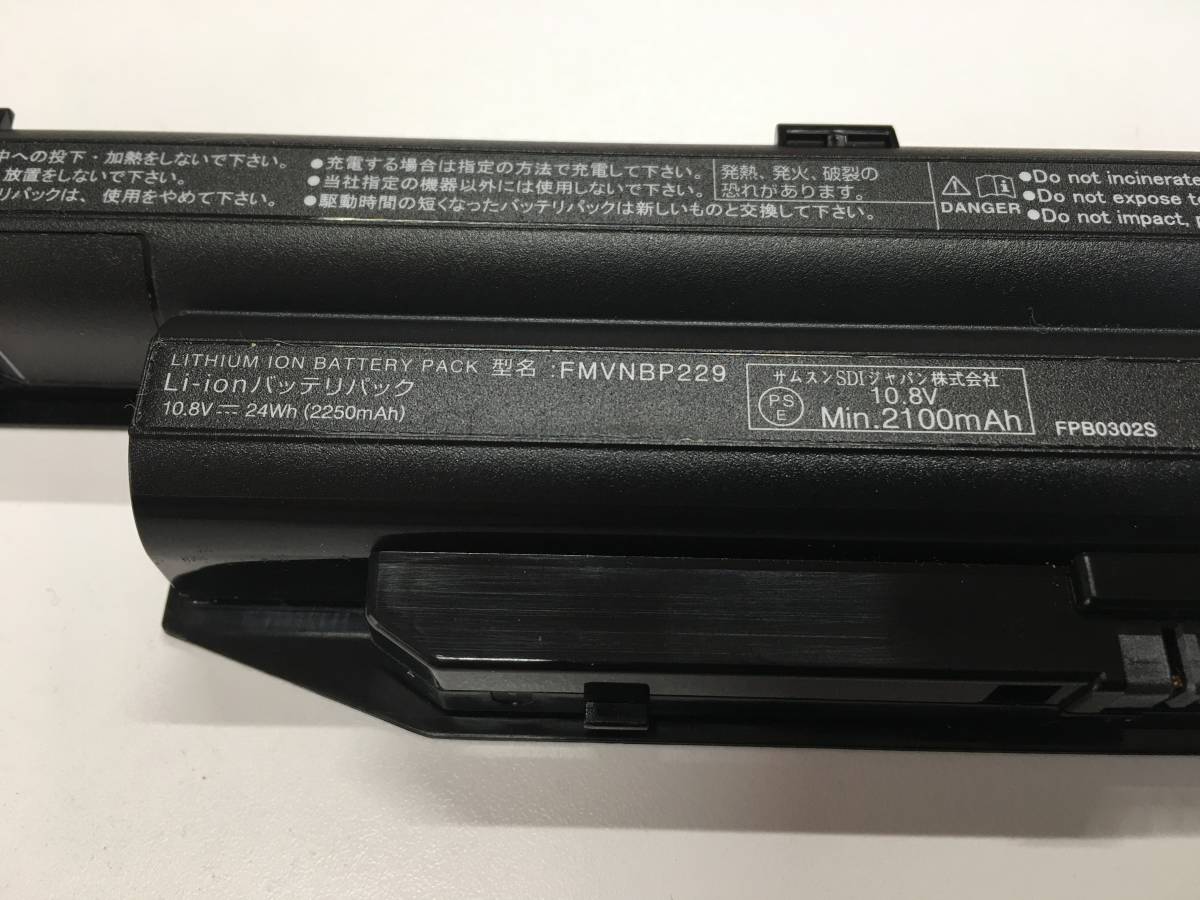 中への投下・加熱をしないで下さい。
放置をしないで下さい。
リパックは、使用をやめて下さい。
●充電する場合は指定の方法で充電して下さい。
●当社指定の機器以外には使用しないで下さい。
●駆動時間の短くなったバッテリパックは新しいものと交換して下さい。
発熱、発火、破裂の
恐れがあります。
DANGER
●Do not incinerate
●Do not expose to
●Do not impact,
LITHIUM ION BATTERY PACK 型名 :FMVNBP229
Li-ionバッテリパック
10.8V⎓24Wh (2250mAh)
PS
E
サムスンSDIジャパン株式会社
10.8V
Min.2100mAh
FPB0302S